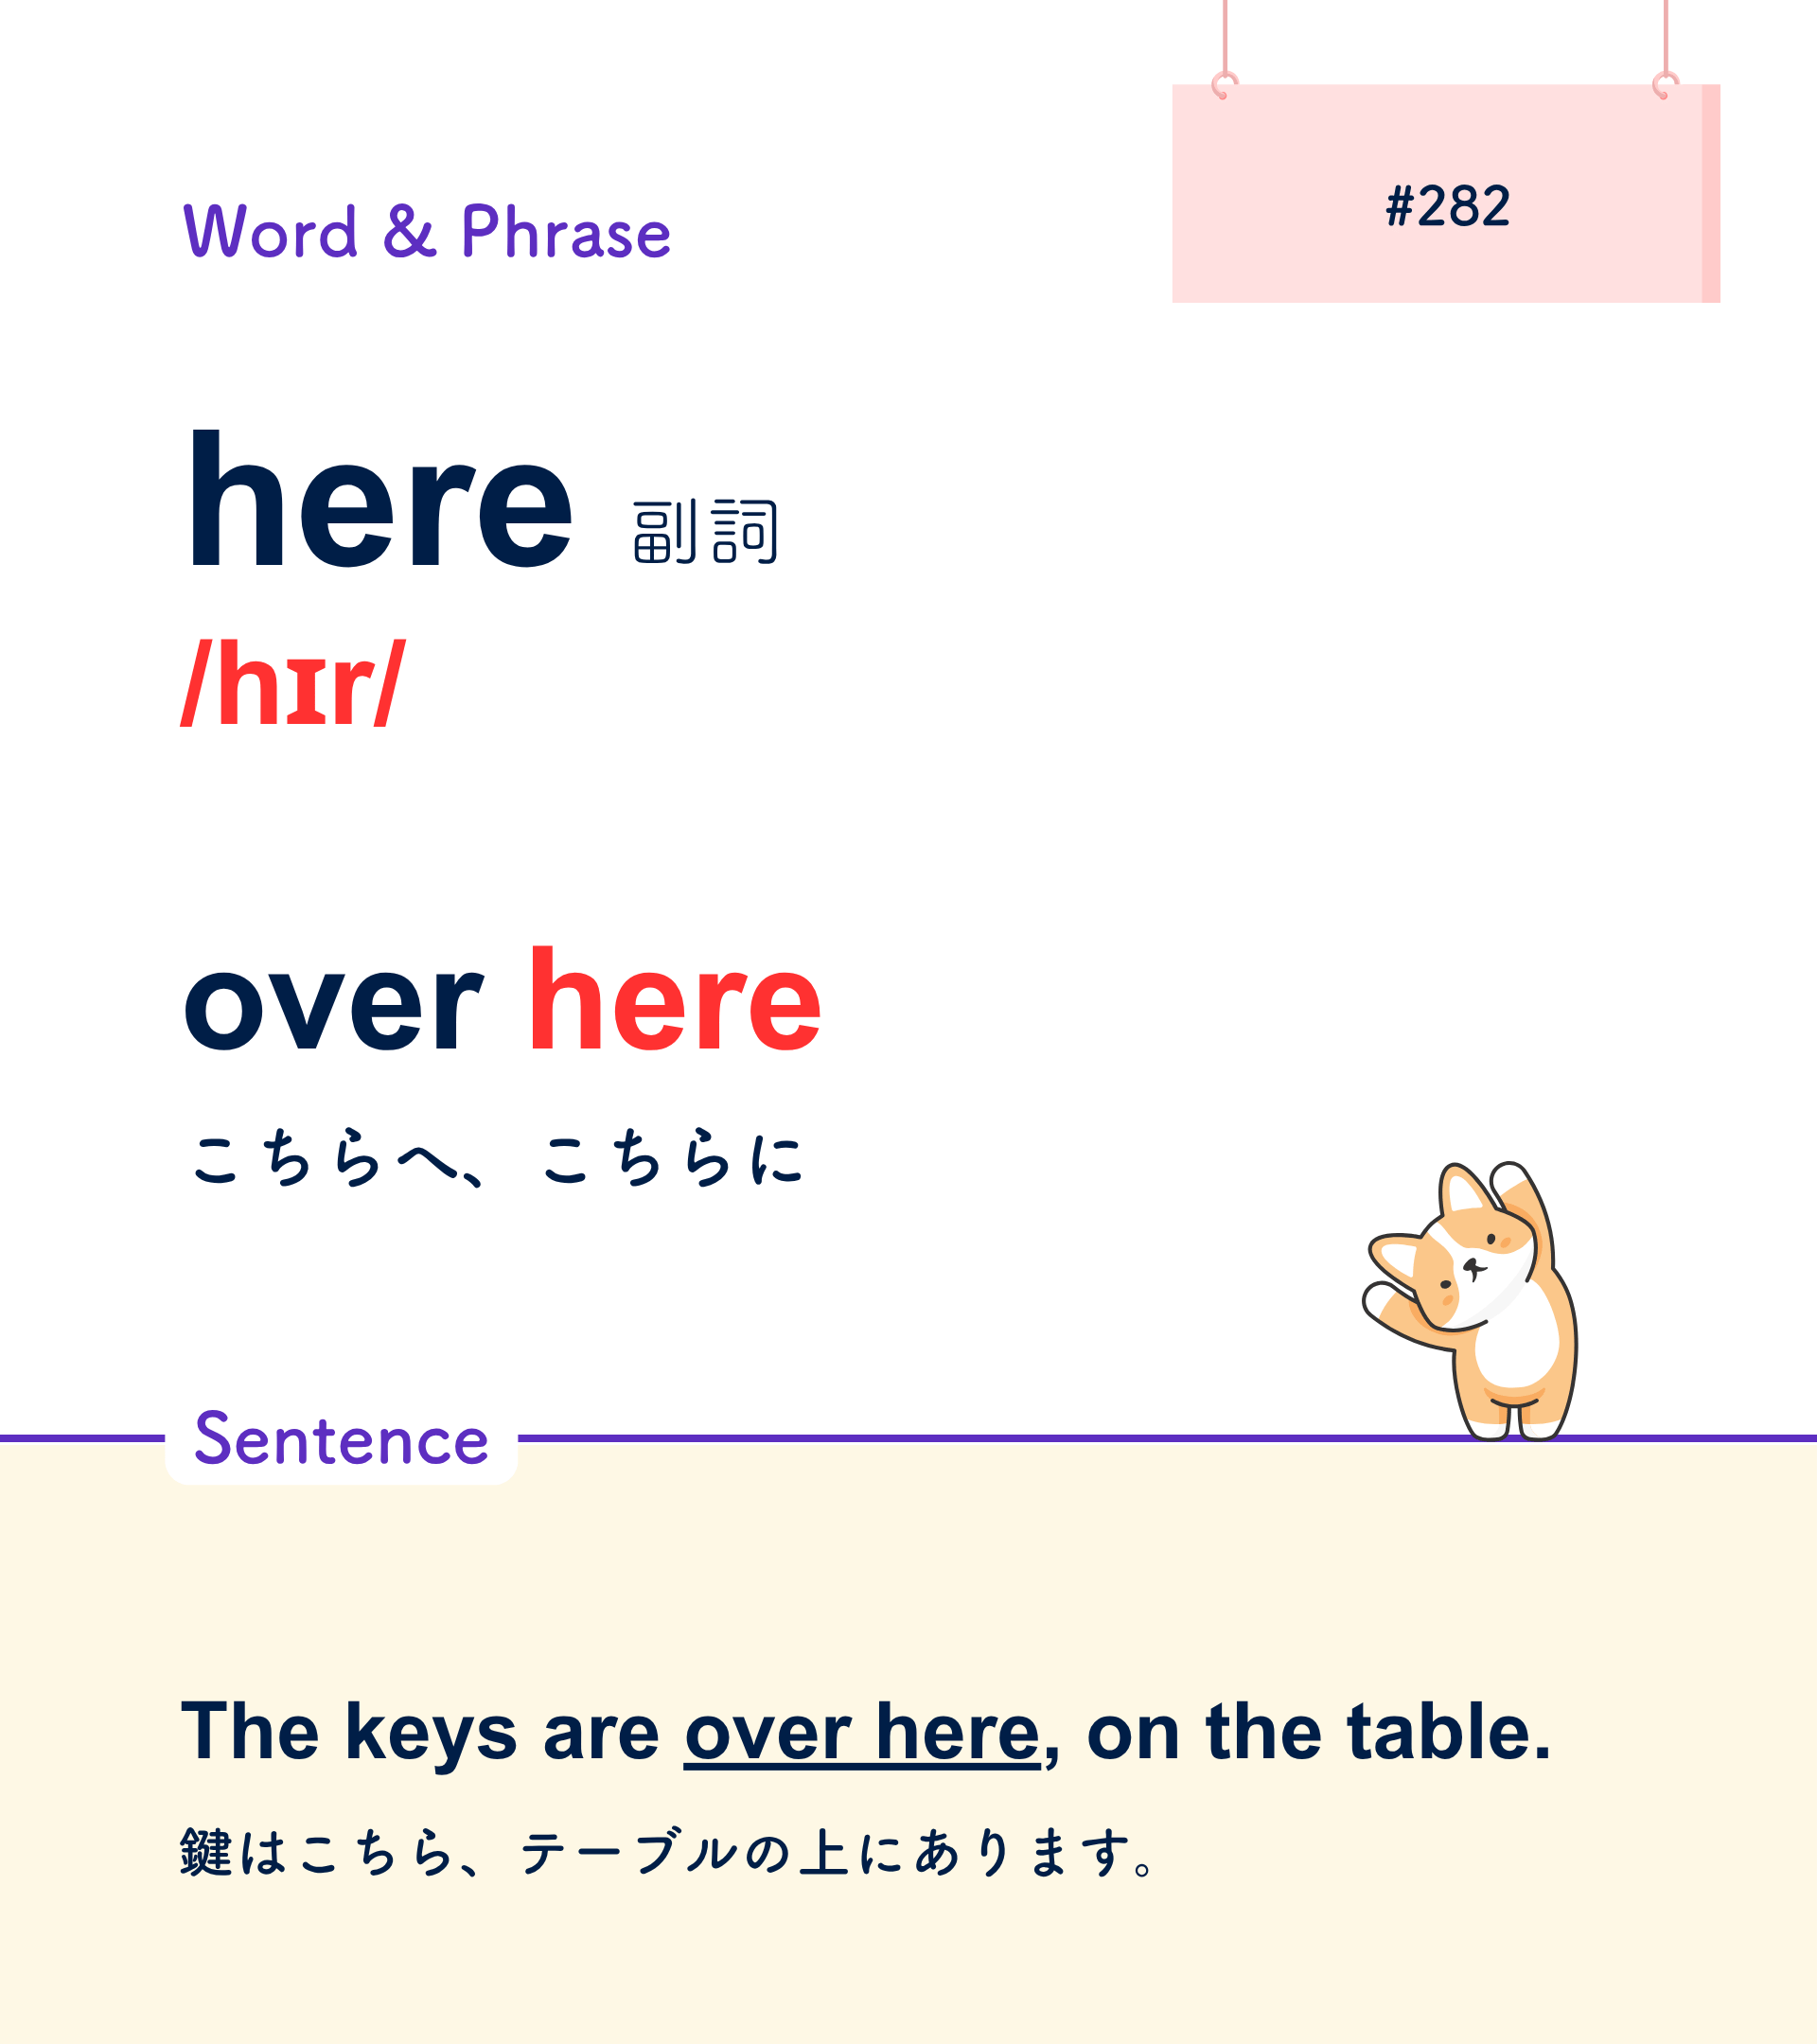 #282
Word & Phrase
here 副詞
/hɪr/
over here
こちらへ、こちらに
Sentence
The keys are over here, on the table.
鍵はこちら、テーブルの上にあります。